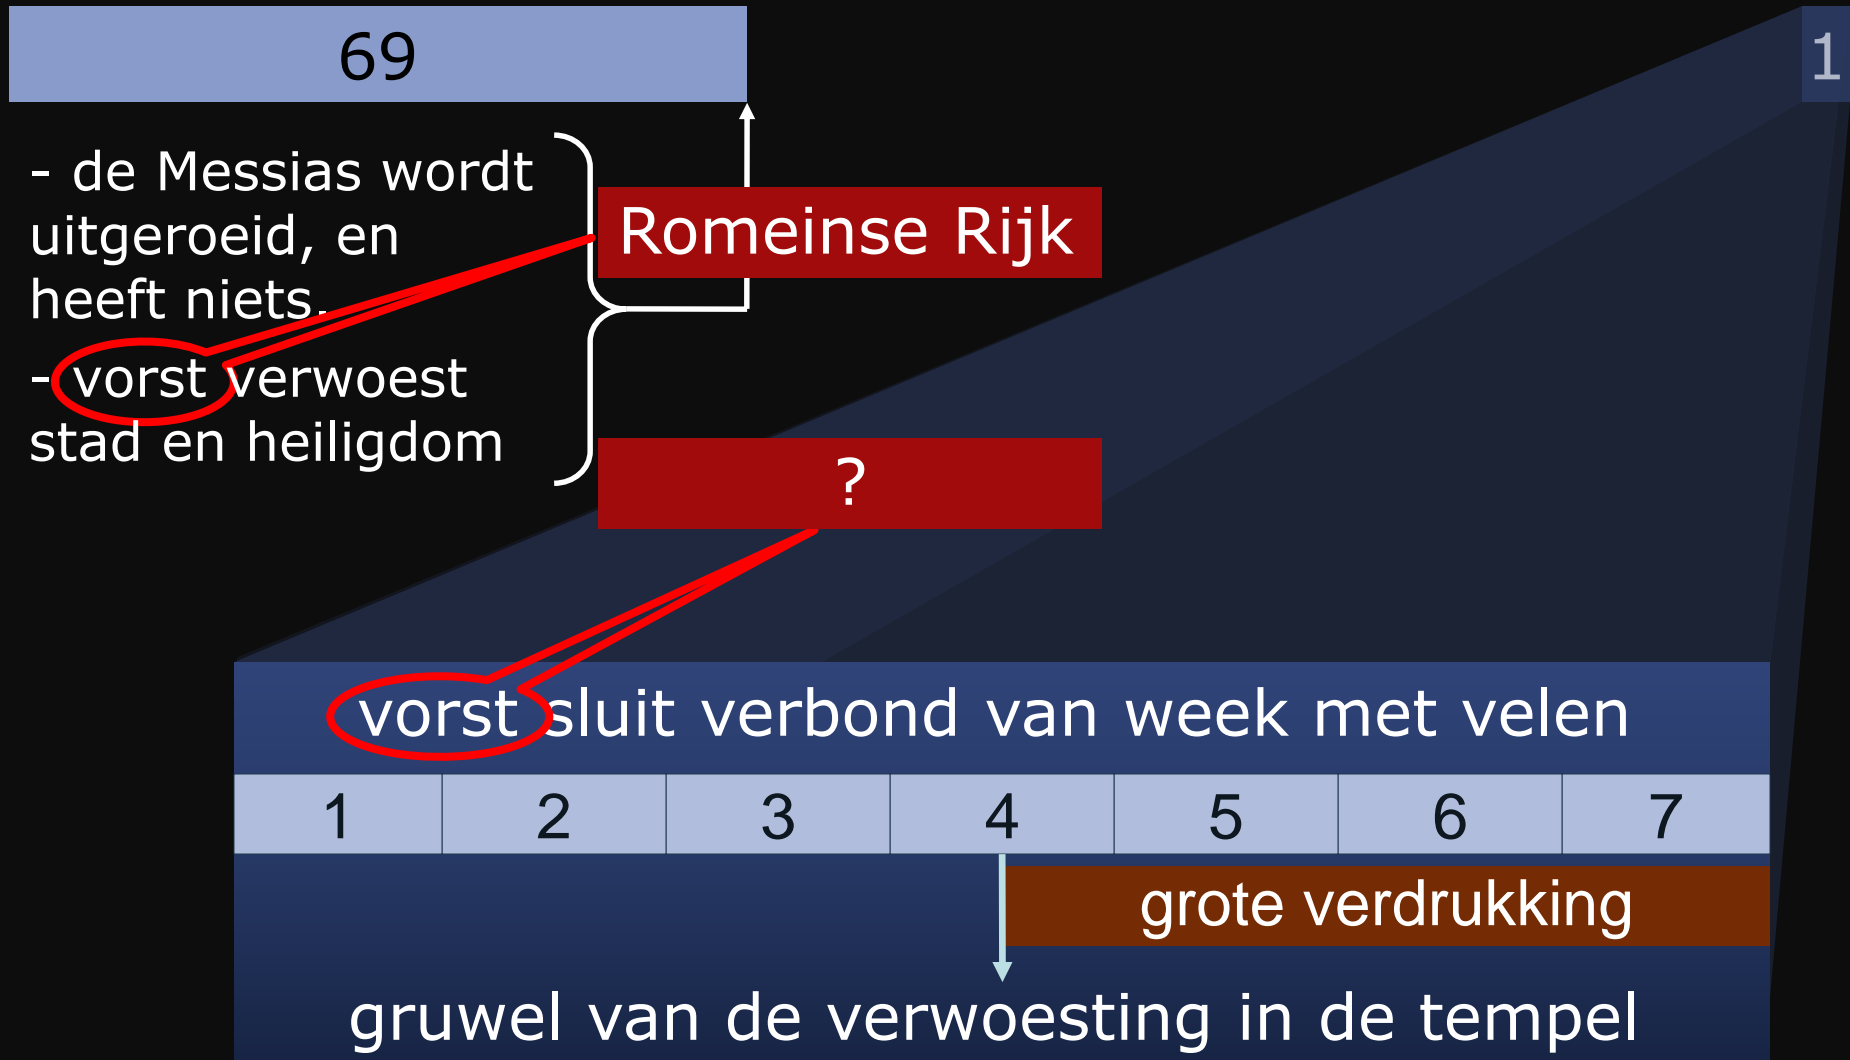 69
1
- de Messias wordt
uitgeroeid, en
heeft niets.
- vorst verwoest
stad en heiligdom
Romeinse Rijk
?
vorst sluit verbond van week met velen
1 2 3 4 5 6 7
grote verdrukking
gruwel van de verwoesting in de tempel